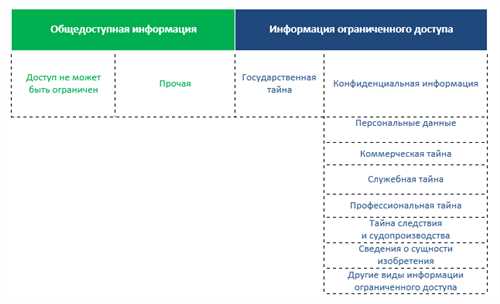 Общедоступная информация
Информация ограниченного доступа
Доступ не может
быть ограничен
Прочая
Государственная
тайна
Конфиденциальная информация
Персональные данные
Коммерческая тайна
Служебная тайна
Профессиональная тайна
Тайна следствия
и судопроизводства
Сведения о сущности
изобретения
Другие виды информации
ограниченного доступа